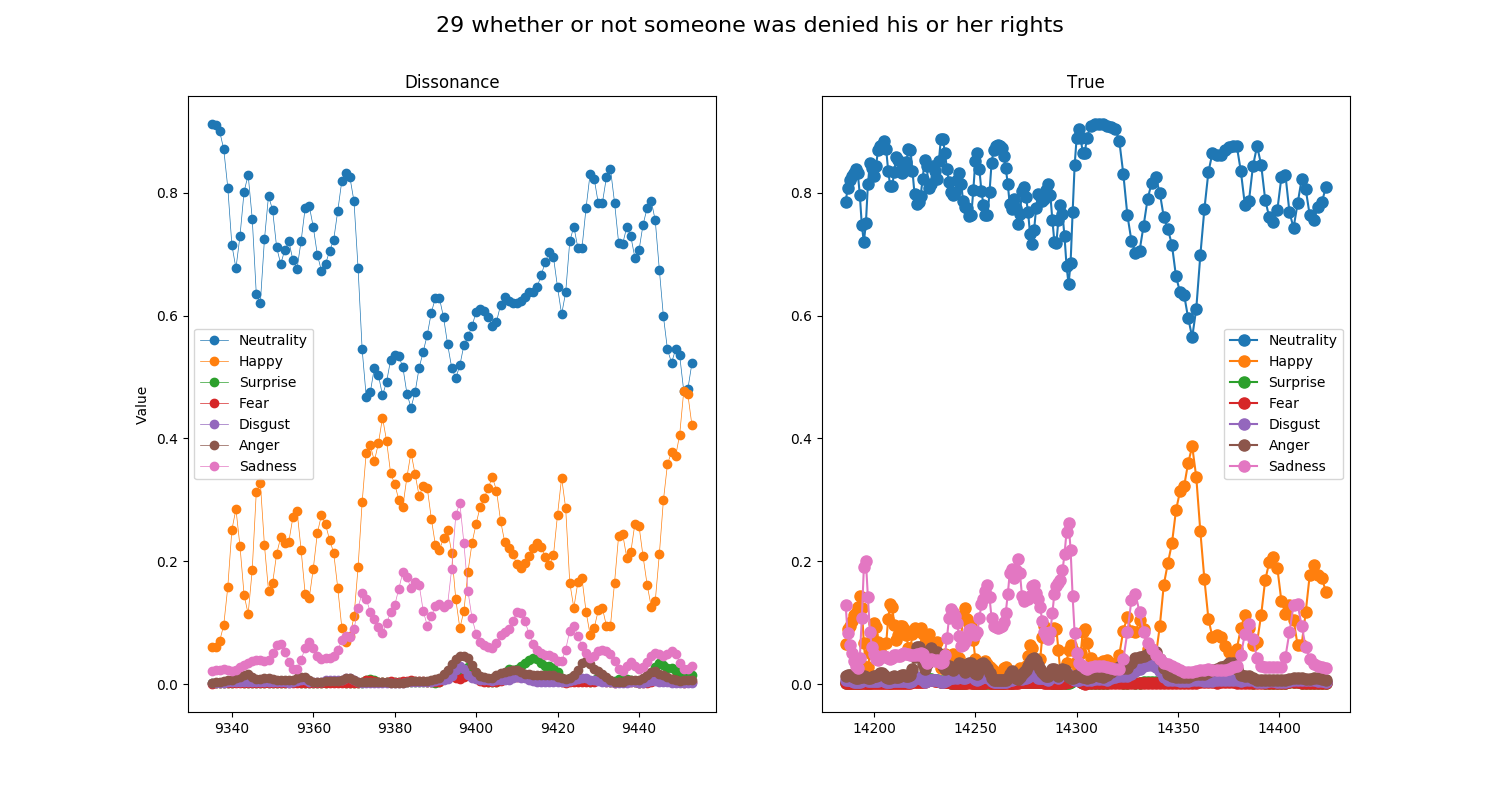 29 whether or not someone was denied his or her rights
Dissonance
Value
0.8
0.6
0.4
0.2
0.0
9340 9360 9380 9400 9420 9440
Neutrality
Happy
Surprise
Fear
Disgust
Anger
Sadness
True
0.8
0.6
0.4
0.2
0.0
14200 14250 14300 14350 14400
Neutrality
Happy
Surprise
Fear
Disgust
Anger
Sadness